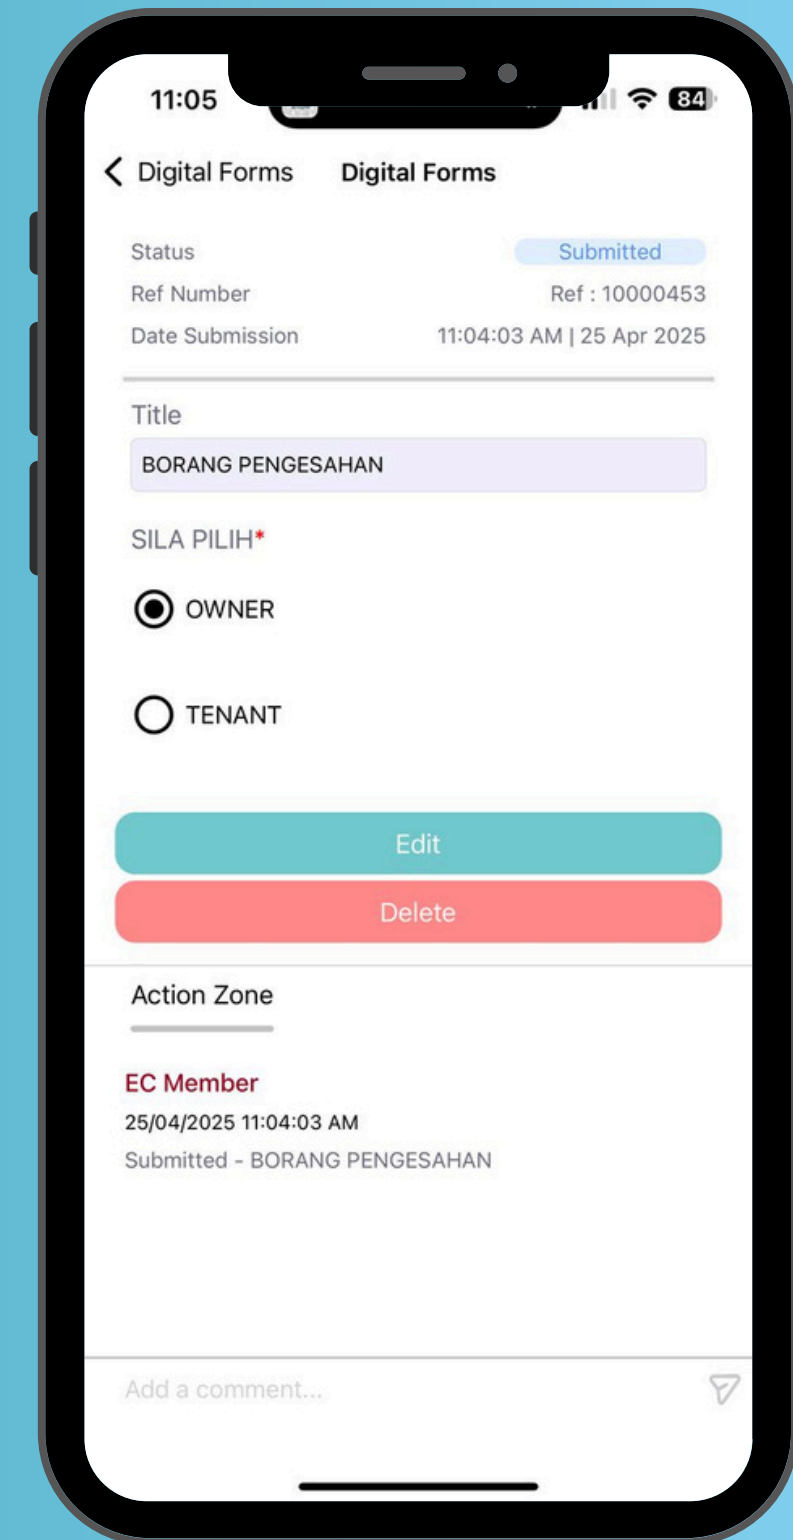 11:05
84
Digital Forms Digital Forms
Status Submitted
Ref Number Ref : 10000453
Date Submission 11:04:03 AM | 25 Apr 2025
Title
BORANG PENGESAHAN
SILA PILIH*
OWNER
TENANT
Edit
Delete
Action Zone
EC Member
25/04/2025 11:04:03 AM
Submitted - BORANG PENGESAHAN
Add a comment...